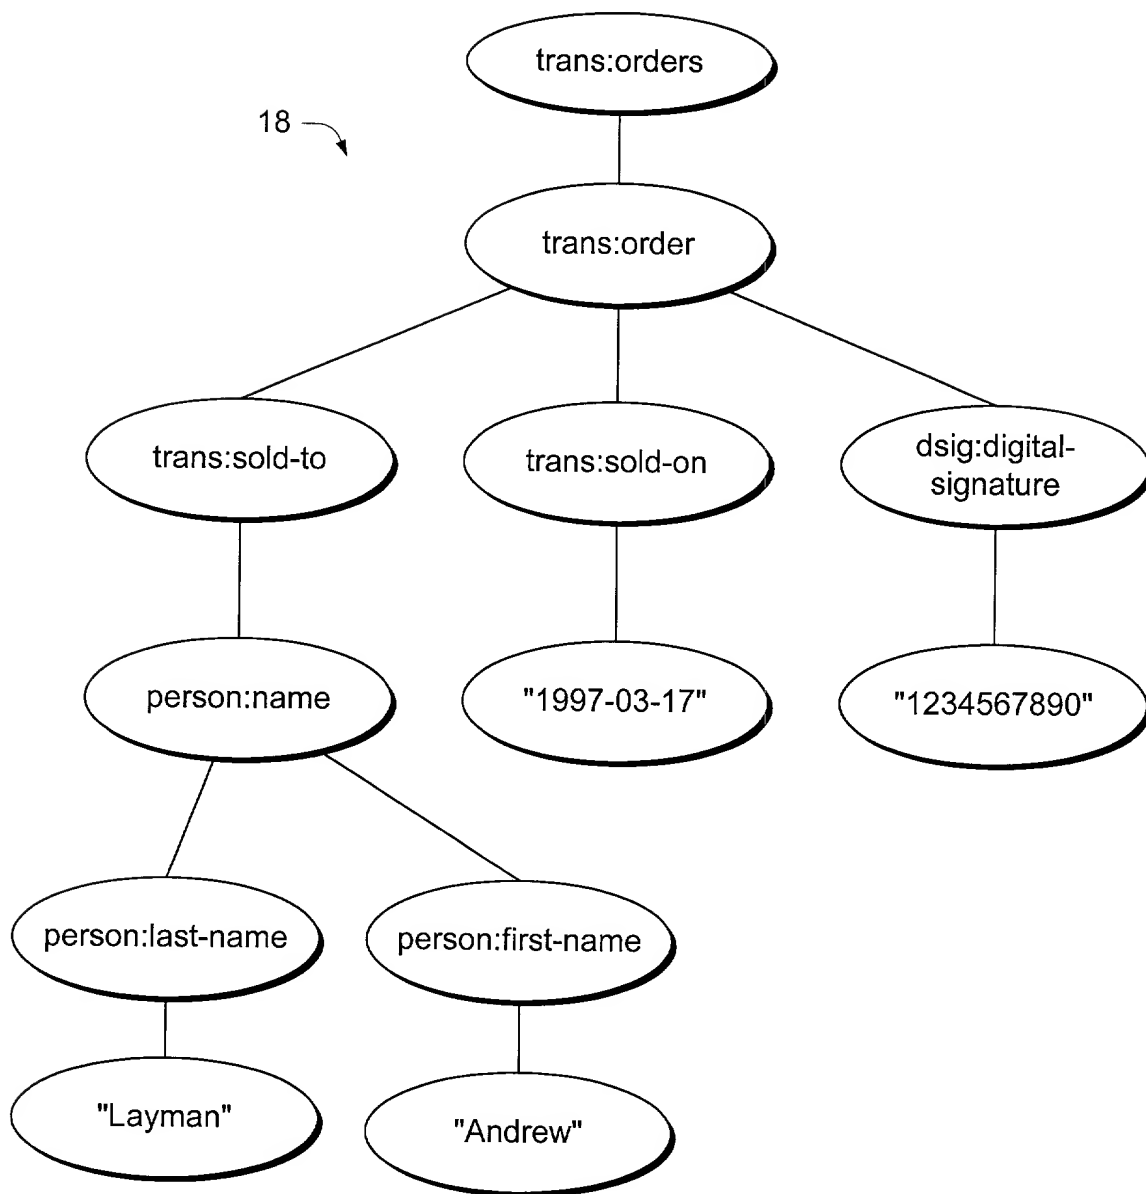 trans:orders
18
trans:order
trans:sold-to
trans:sold-on
dsig:digital-
signature
person:name
"1997-03-17"
"1234567890"
person:last-name
person:first-name
"Layman"
"Andrew"